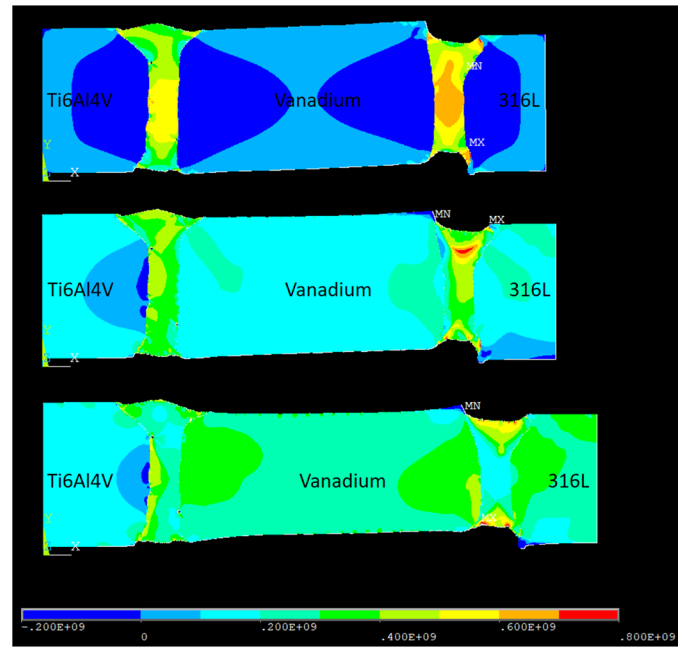 MN
Ti6Al4V Vanadium 316L
MX
Y
X
MN MX
Ti6Al4V Vanadium 316L
Y
X
MN
Ti6Al4V Vanadium 316L
MX
Y
X
-.200E+09 .200E+09 .600E+09
0 .400E+09 .800E+09